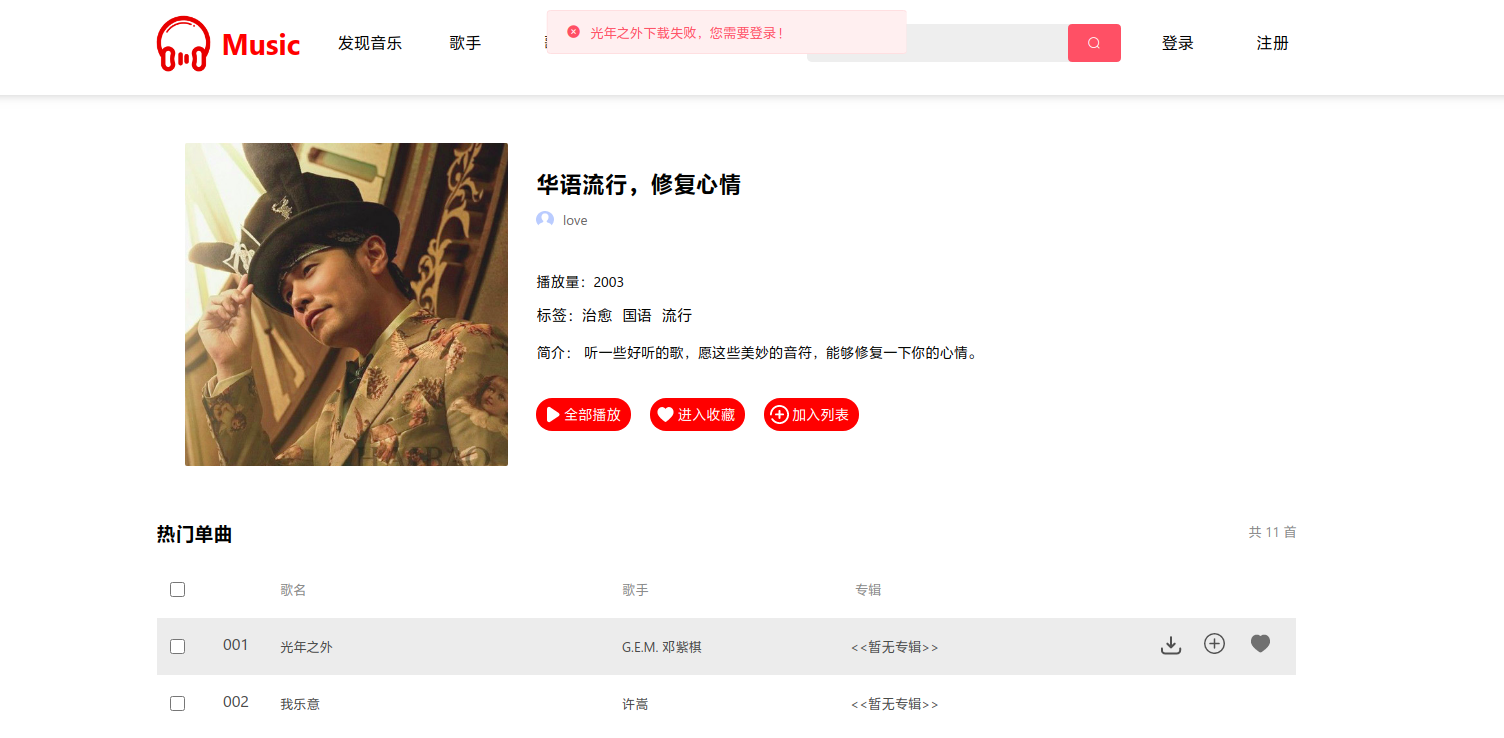 Music 发现音乐 歌手 登录 注册
光年之外下载失败，您需要登录！
华语流行，修复心情
love
播放量：2003
标签：治愈 国语 流行
简介： 听一些好听的歌，愿这些美妙的音符，能够修复一下你的心情。
全部播放 进入收藏 加入列表
HAIBAO
热门单曲 共 11 首
歌名 歌手 专辑
001 光年之外 G.E.M. 邓紫棋 <<暂无专辑>>
002 我乐意 许嵩 <<暂无专辑>>